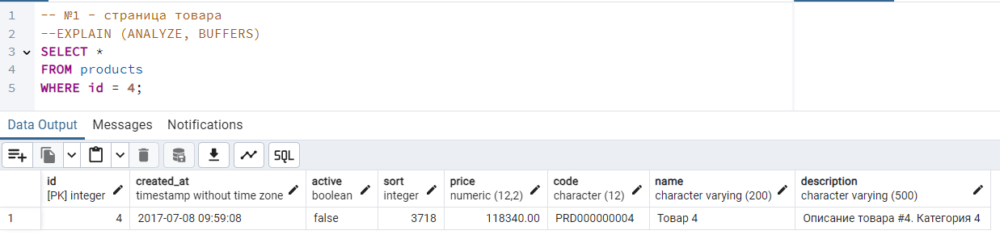 1 -- №1 - страница товара
2 --EXPLAIN (ANALYZE, BUFFERS)
3 SELECT *
4 FROM products
5 WHERE id = 4;
Data Output Messages Notifications
SQL
id created_at active sort price code name description
[PK] integer timestamp without time zone boolean integer numeric (12,2) character (12) character varying (200) character varying (500)
1 4 2017-07-08 09:59:08 false 3718 118340.00 PRD000000004 Товар 4 Описание товара #4. Категория 4